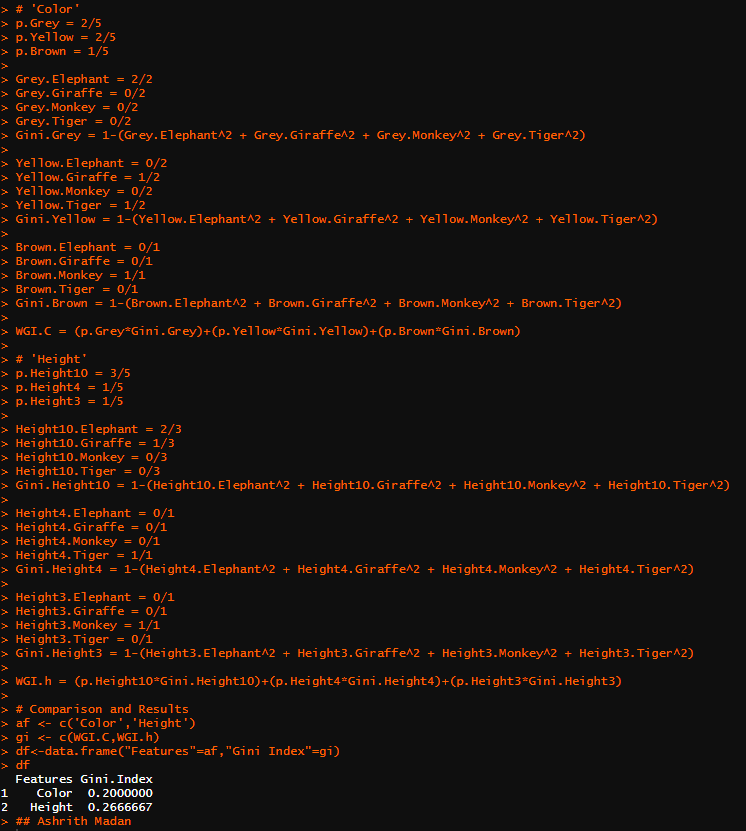 > # 'Color'
> p.Grey = 2/5
> p.Yellow = 2/5
> p.Brown = 1/5
>
> Grey.Elephant = 2/2
> Grey.Giraffe = 0/2
> Grey.Monkey = 0/2
> Grey.Tiger = 0/2
> Gini.Grey = 1-(Grey.Elephant^2 + Grey.Giraffe^2 + Grey.Monkey^2 + Grey.Tiger^2)
>
> Yellow.Elephant = 0/2
> Yellow.Giraffe = 1/2
> Yellow.Monkey = 0/2
> Yellow.Tiger = 1/2
> Gini.Yellow = 1-(Yellow.Elephant^2 + Yellow.Giraffe^2 + Yellow.Monkey^2 + Yellow.Tiger^2)
>
> Brown.Elephant = 0/1
> Brown.Giraffe = 0/1
> Brown.Monkey = 1/1
> Brown.Tiger = 0/1
> Gini.Brown = 1-(Brown.Elephant^2 + Brown.Giraffe^2 + Brown.Monkey^2 + Brown.Tiger^2)
>
> WGI.C = (p.Grey*Gini.Grey)+(p.Yellow*Gini.Yellow)+(p.Brown*Gini.Brown)
>
> # 'Height'
> p.Height10 = 3/5
> p.Height4 = 1/5
> p.Height3 = 1/5
>
> Height10.Elephant = 2/3
> Height10.Giraffe = 1/3
> Height10.Monkey = 0/3
> Height10.Tiger = 0/3
> Gini.Height10 = 1-(Height10.Elephant^2 + Height10.Giraffe^2 + Height10.Monkey^2 + Height10.Tiger^2)
>
> Height4.Elephant = 0/1
> Height4.Giraffe = 0/1
> Height4.Monkey = 0/1
> Height4.Tiger = 1/1
> Gini.Height4 = 1-(Height4.Elephant^2 + Height4.Giraffe^2 + Height4.Monkey^2 + Height4.Tiger^2)
>
> Height3.Elephant = 0/1
> Height3.Giraffe = 0/1
> Height3.Monkey = 1/1
> Height3.Tiger = 0/1
> Gini.Height3 = 1-(Height3.Elephant^2 + Height3.Giraffe^2 + Height3.Monkey^2 + Height3.Tiger^2)
>
> WGI.h = (p.Height10*Gini.Height10)+(p.Height4*Gini.Height4)+(p.Height3*Gini.Height3)
>
> # Comparison and Results
> af <- c('Color','Height')
> gi <- c(WGI.C,WGI.h)
> df<-data.frame("Features"=af,"Gini Index"=gi)
> df
  Features Gini.Index
1    Color  0.2000000
2   Height  0.2666667
> ## Ashrith Madan